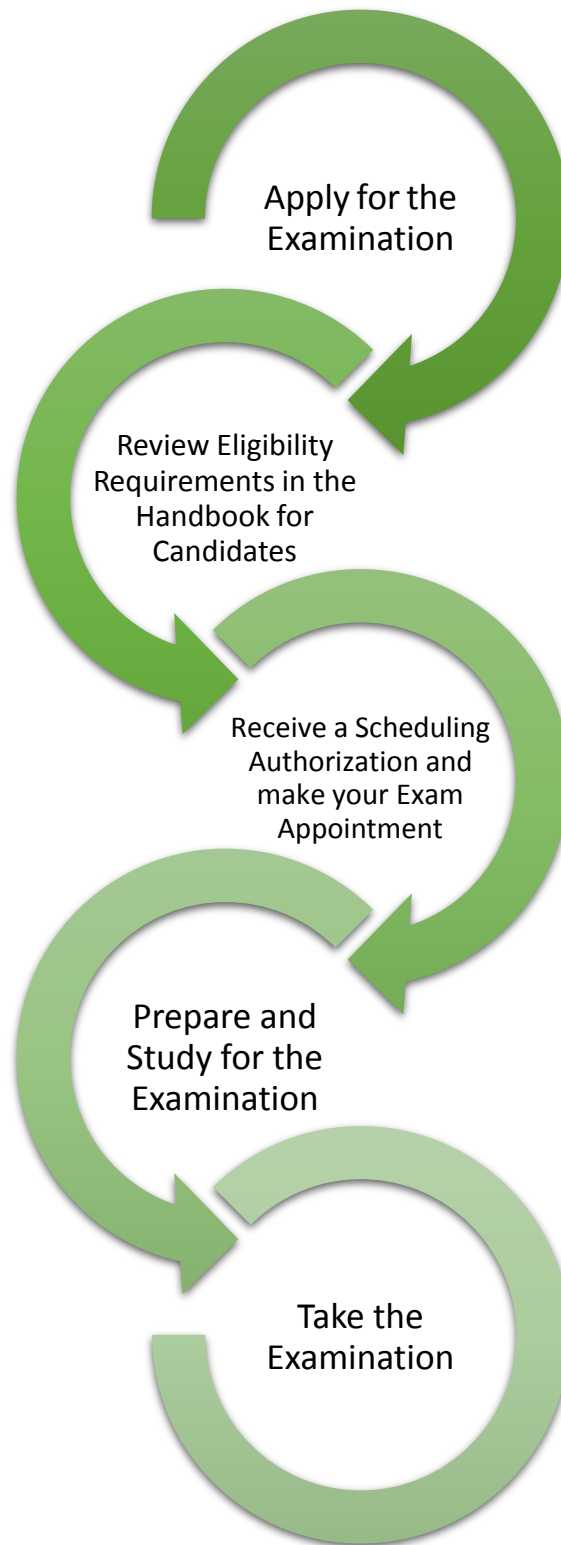 Apply for the
Examination
Review Eligibility
Requirements in the
Handbook for
Candidates
Receive a Scheduling
Authorization and
make your Exam
Appointment
Prepare and
Study for the
Examination
Take the
Examination